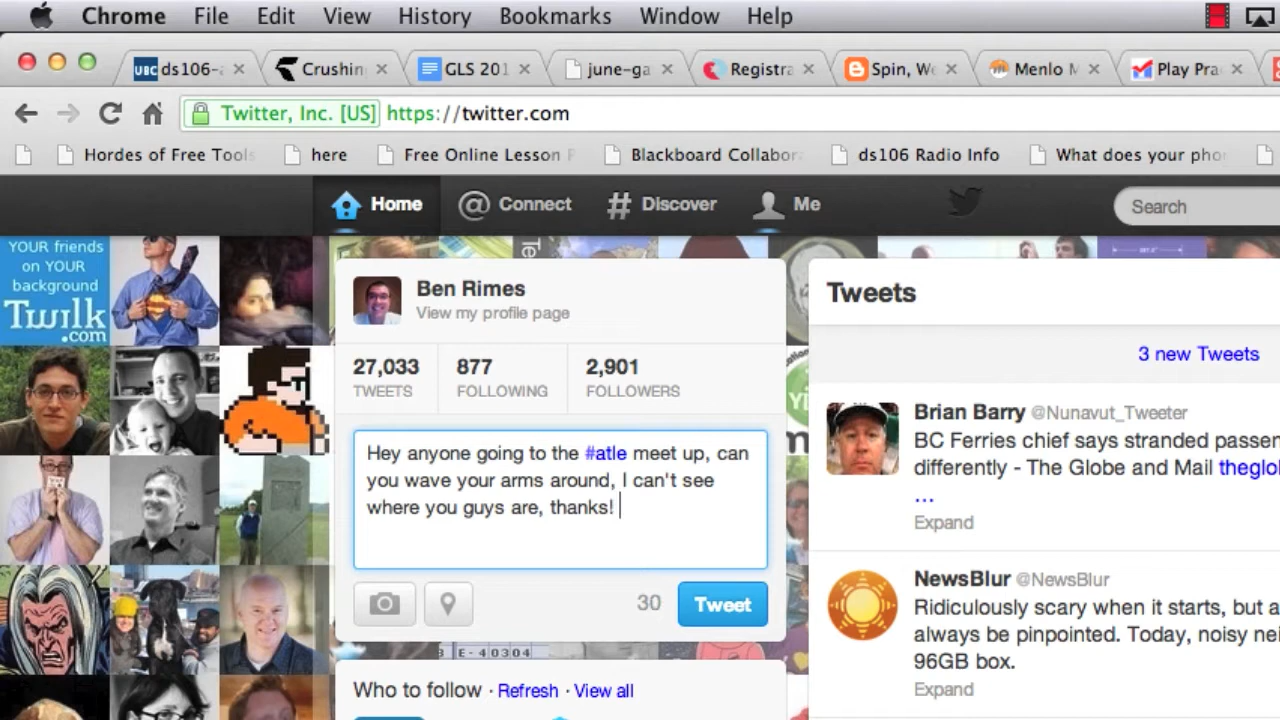 Chrome File Edit View History Bookmarks Window Help
UBC ds106-
Crushin
GLS 201
june-ga
Registra
Spin, We
Menlo M
Play Pra
Twitter, Inc. [US] https://twitter.com
Hordes of Free Tools
here
Free Online Lesson P
Blackboard Collabora
ds106 Radio Info
What does your pho
Home
@ Connect
# Discover
Me
Search
YOUR friends
on YOUR
background
Twilk
.com
Ben Rimes
View my profile page
27,033
TWEETS
877
FOLLOWING
2,901
FOLLOWERS
Hey anyone going to the #atle meet up, can
you wave your arms around, I can't see
where you guys are, thanks!
30
Tweet
E-40304
Who to follow · Refresh · View all
Tweets
3 new Tweets
Brian Barry @Nunavut_Tweeter
BC Ferries chief says stranded passen
differently - The Globe and Mail theglo
…
Expand
NewsBlur @NewsBlur
Ridiculously scary when it starts, but a
always be pinpointed. Today, noisy nei
96GB box.
Expand